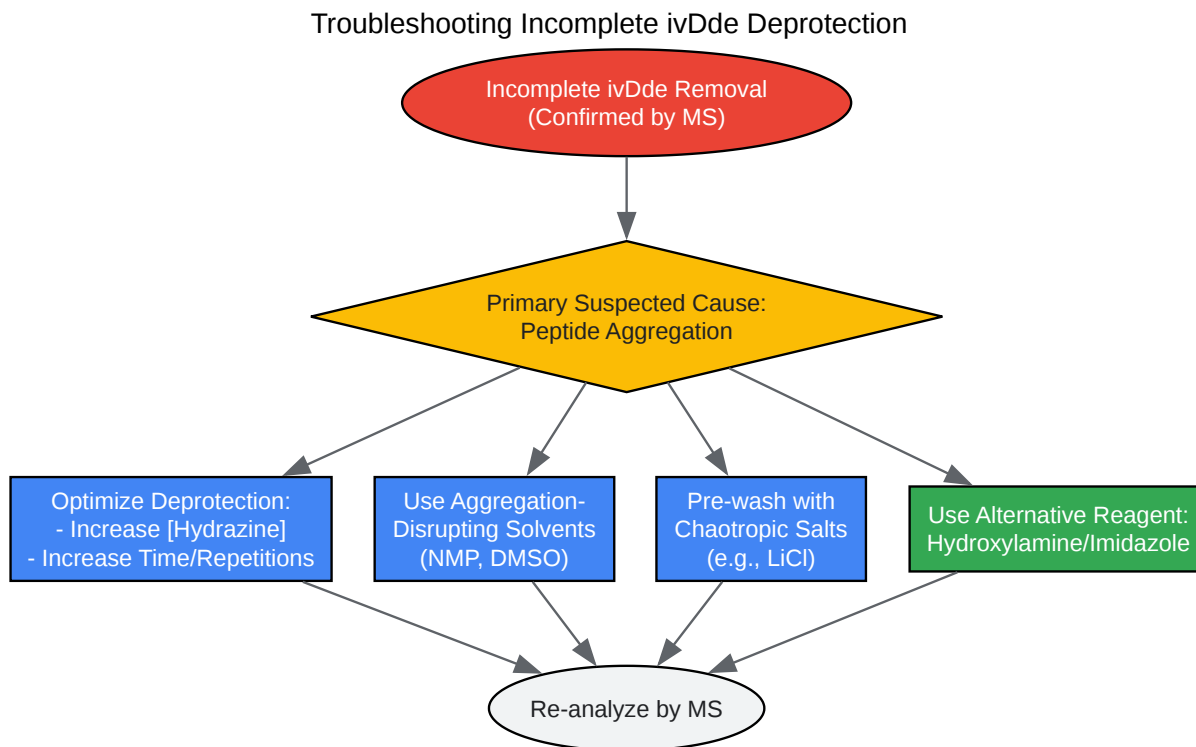 Troubleshooting Incomplete ivDde Deprotection
Incomplete ivDde Removal
(Confirmed by MS)
Primary Suspected Cause:
Peptide Aggregation
Optimize Deprotection:
- Increase [Hydrazine]
- Increase Time/Repetitions
Use Aggregation-
Disrupting Solvents
(NMP, DMSO)
Pre-wash with
Chaotropic Salts
(e.g., LiCl)
Use Alternative Reagent:
Hydroxylamine/Imidazole
Re-analyze by MS